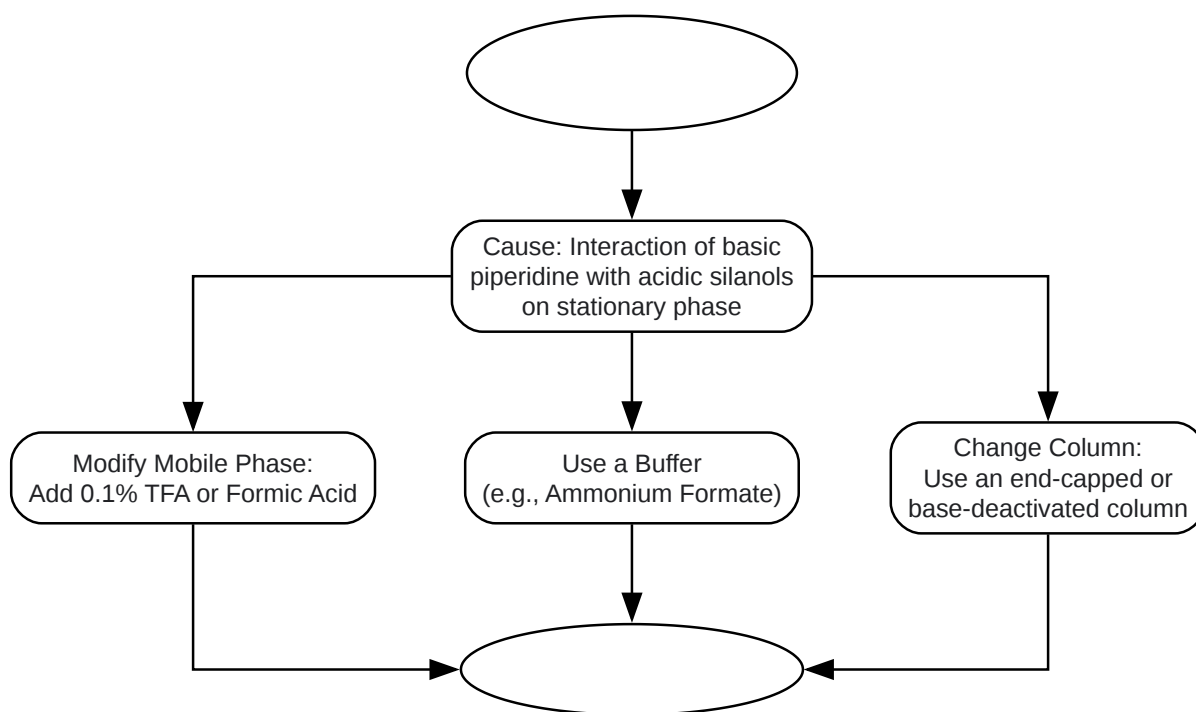 Cause: Interaction of basic
piperidine with acidic silanols
on stationary phase
Modify Mobile Phase:
Add 0.1% TFA or Formic Acid
Use a Buffer
(e.g., Ammonium Formate)
Change Column:
Use an end-capped or
base-deactivated column